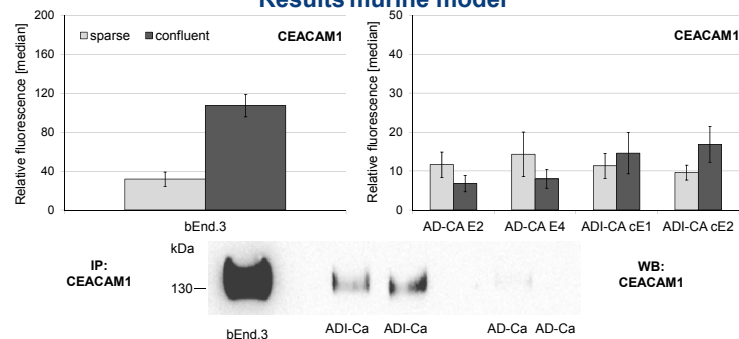 Results murine model
Relative fluorescence [median]
200
160
120
80
40
0
sparse confluent
CEACAM1
bEnd.3
Relative fluorescence [median]
50
40
30
20
10
0
CEACAM1
AD-CA E2 AD-CA E4 ADI-CA cE1 ADI-CA cE2
IP:
CEACAM1
kDa
130
WB:
CEACAM1
bEnd.3 ADI-Ca ADI-Ca AD-Ca AD-Ca